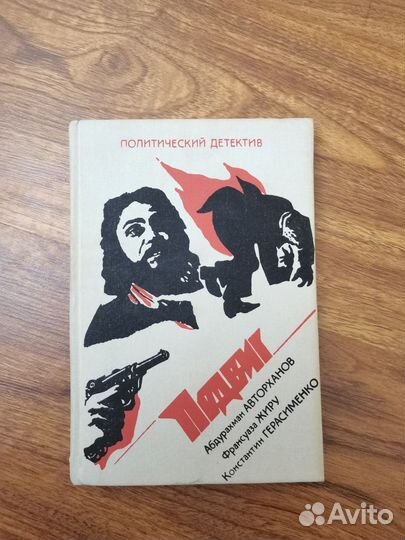 ПОЛИТИЧЕСКИЙ ДЕТЕКТИВ
Подвиг
Абдурахман АВТОРХАНОВ
Франсуаза ЖИРУ
Константин ГЕРАСИМЕНКО
Avito